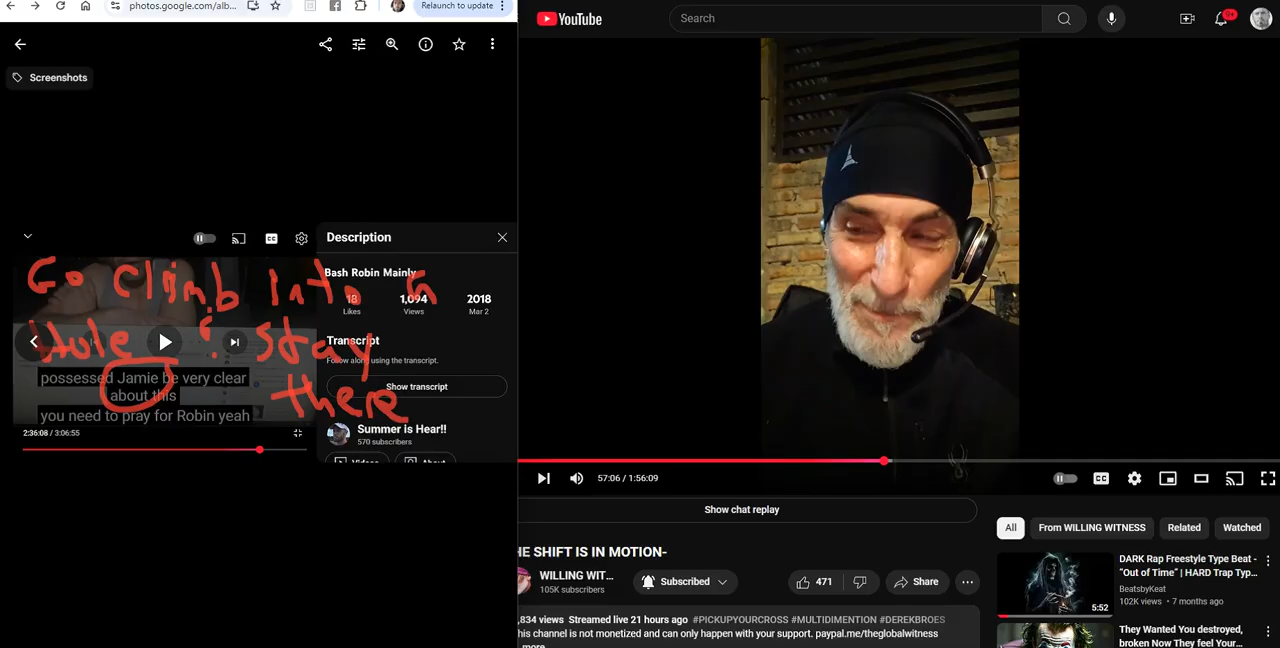 photos.google.com/alb...
Relaunch to update
Screenshots
Description
Bash Robin Mainly
18
1,094
2018
Likes
Views
Mar 2
Transcript
Follow along using the transcript.
Show transcript
Summer is Hear!!
570 subscribers
Videos
About
Go Climb Into a
Hole & stay
there
possessed Jamie be very clear
about this
you need to pray for Robin yeah
2:36:08 / 3:06:55
CC
YouTube
Search
9+
57:06 / 1:56:09
CC
Show chat replay
HE SHIFT IS IN MOTION-
WILLING WIT...
105K subscribers
Subscribed
471
Share
,834 views Streamed live 21 hours ago #PICKUPYOURCROSS #MULTIDIMENTION #DEREKBROES
his channel is not monetized and can only happen with your support. paypal.me/theglobalwitness
more
All
From WILLING WITNESS
Related
Watched
DARK Rap Freestyle Type Beat -
"Out of Time" | HARD Trap Typ...
BeatsbyKeat
102K views • 7 months ago
5:52
They Wanted You destroyed,
broken Now They feel Your...